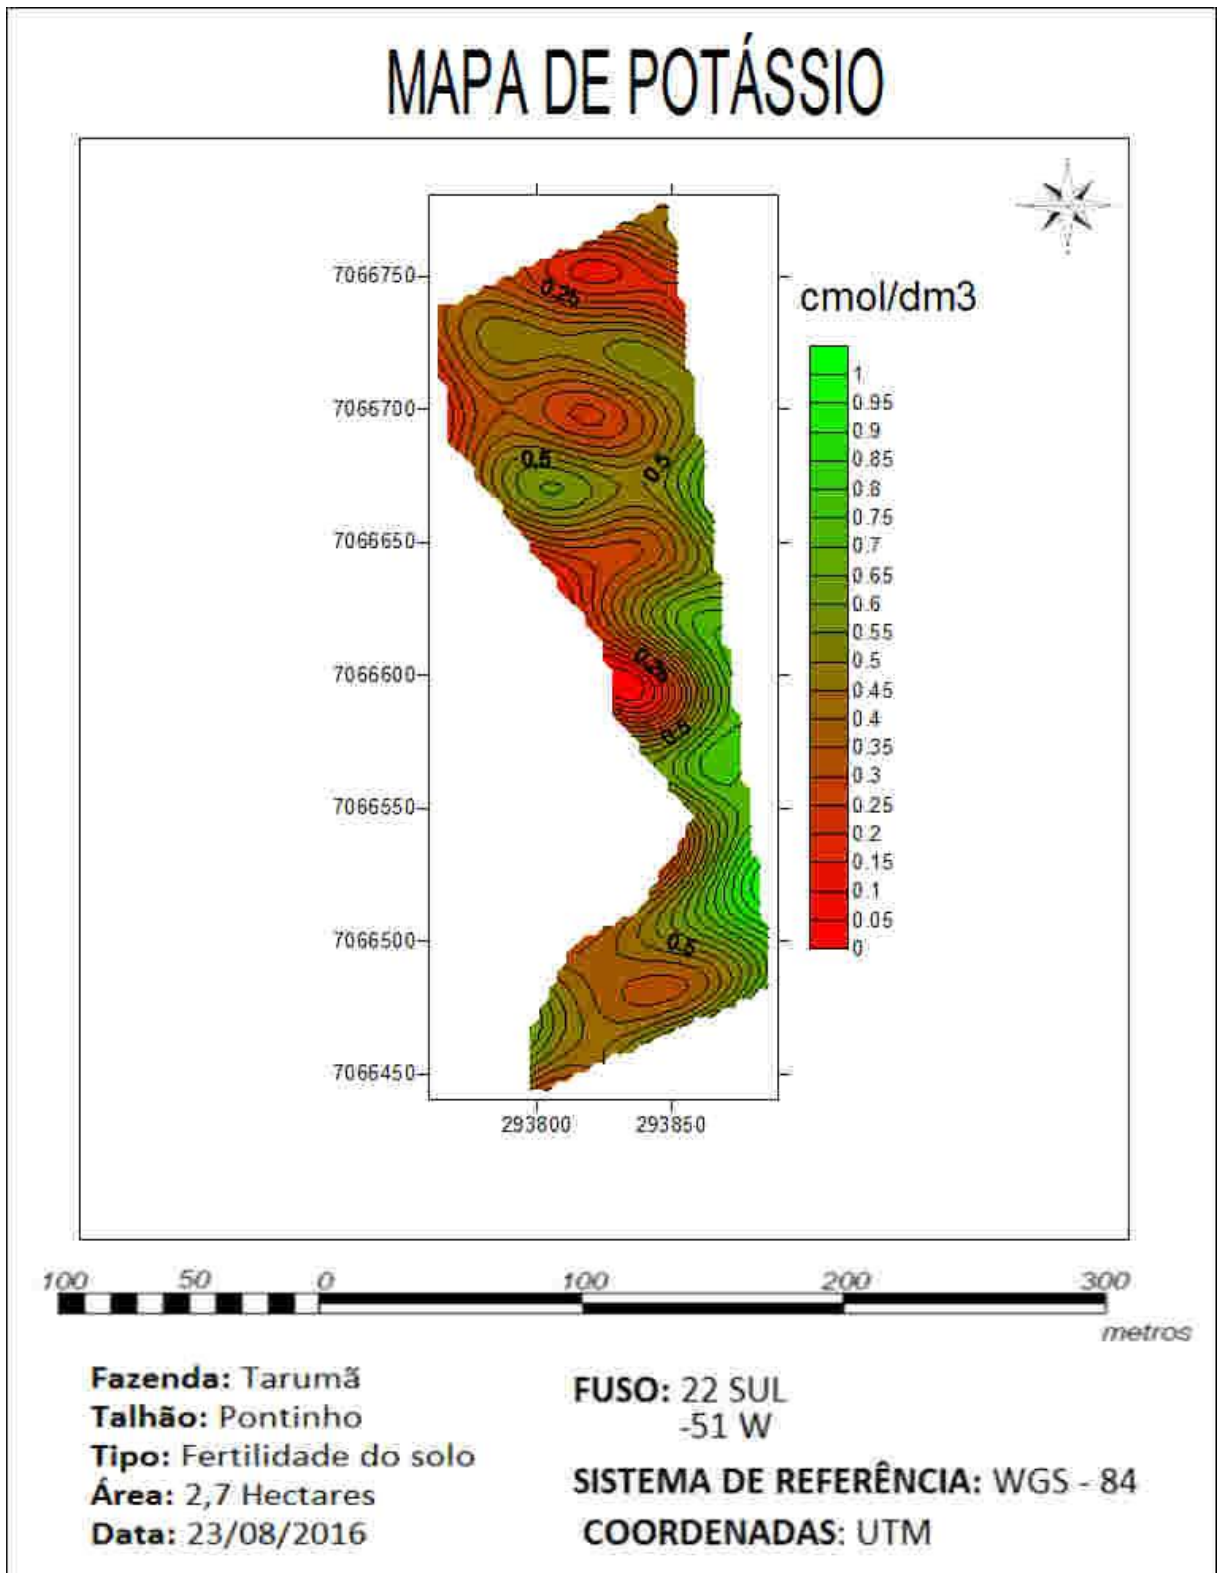 MAPA DE POTÁSSIO
7066750
7066700
7066650
7066600
7066550
7066500
7066450
293800
293850
0.25
0.5
0.5
0.25
0.5
0.5
cmol/dm3
1
0.95
0.9
0.85
0.8
0.75
0.7
0.65
0.6
0.55
0.5
0.45
0.4
0.35
0.3
0.25
0.2
0.15
0.1
0.05
0
100 50 0 100 200 300
metros
Fazenda: Tarumã
Talhão: Pontinho
Tipo: Fertilidade do solo
Área: 2,7 Hectares
Data: 23/08/2016
FUSO: 22 SUL
-51 W
SISTEMA DE REFERÊNCIA: WGS - 84
COORDENADAS: UTM